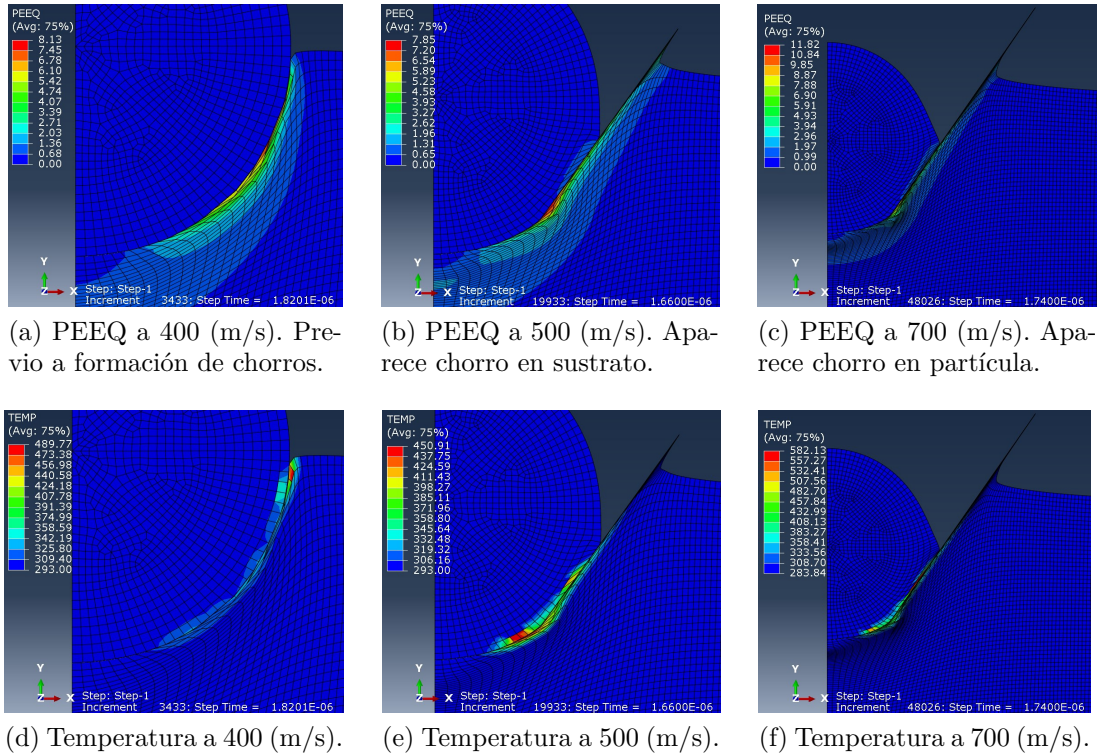 PEEQ
(Avg: 75%)
8.13
7.45
6.78
6.10
5.42
4.74
4.07
3.39
2.71
2.03
1.36
0.68
0.00
Y
Z X
Step: Step-1
Increment 3433: Step Time = 1.8201E-06
PEEQ
(Avg: 75%)
7.85
7.20
6.54
5.89
5.23
4.58
3.93
3.27
2.62
1.96
1.31
0.65
0.00
Y
Z X
Step: Step-1
Increment 19933: Step Time = 1.6600E-06
PEEQ
(Avg: 75%)
11.82
10.84
9.85
8.87
7.88
6.90
5.91
4.93
3.94
2.96
1.97
0.99
0.00
Y
Z X
Step: Step-1
Increment 48026: Step Time = 1.7400E-06
(a) PEEQ a 400 (m/s). Pre-
vio a formación de chorros.
(b) PEEQ a 500 (m/s). Apa-
rece chorro en sustrato.
(c) PEEQ a 700 (m/s). Apa-
rece chorro en partícula.
TEMP
(Avg: 75%)
489.77
473.38
456.98
440.58
424.18
407.78
391.39
374.99
358.59
342.19
325.80
309.40
293.00
Y
Z X
Step: Step-1
Increment 3433: Step Time = 1.8201E-06
TEMP
(Avg: 75%)
450.91
437.75
424.59
411.43
398.27
385.11
371.96
358.80
345.64
332.48
319.32
306.16
293.00
Y
Z X
Step: Step-1
Increment 19933: Step Time = 1.6600E-06
TEMP
(Avg: 75%)
582.13
557.27
532.41
507.56
482.70
457.84
432.99
408.13
383.27
358.41
333.56
308.70
283.84
Y
Z X
Step: Step-1
Increment 48026: Step Time = 1.7400E-06
(d) Temperatura a 400 (m/s).
(e) Temperatura a 500 (m/s).
(f) Temperatura a 700 (m/s).